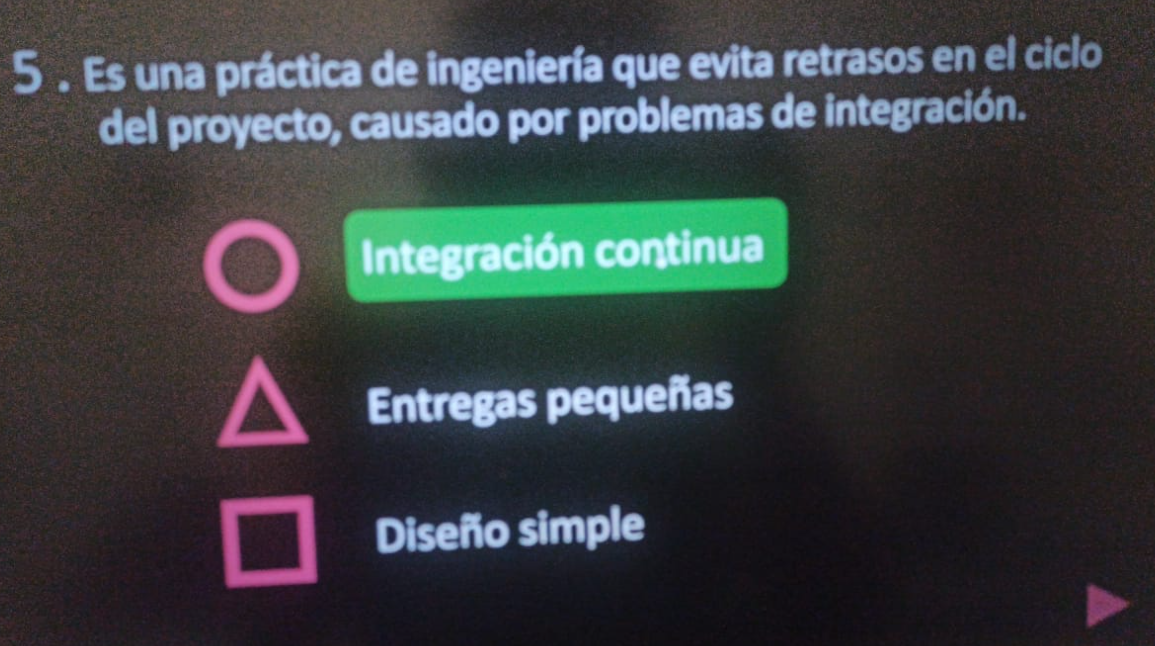 5 . Es una práctica de ingeniería que evita retrasos en el ciclo
del proyecto, causado por problemas de integración.
Integración continua
Entregas pequeñas
Diseño simple